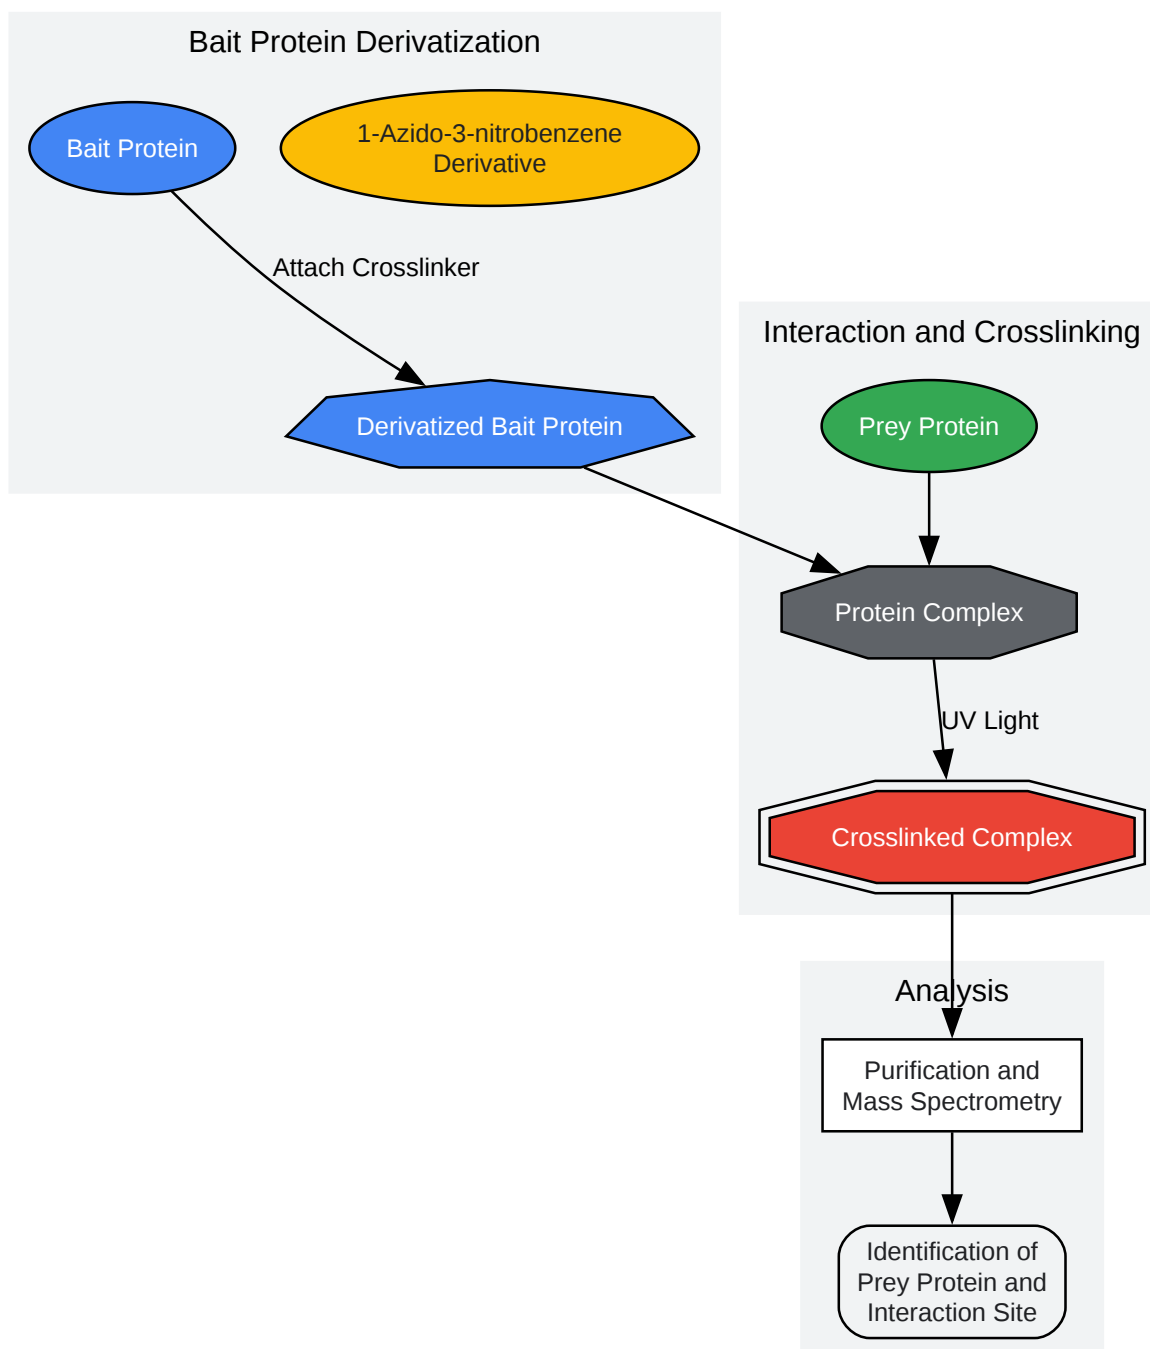 Bait Protein Derivatization
Bait Protein
1-Azido-3-nitrobenzene
Derivative
Attach Crosslinker
Derivatized Bait Protein
Interaction and Crosslinking
Prey Protein
Protein Complex
UV Light
Crosslinked Complex
Analysis
Purification and
Mass Spectrometry
Identification of
Prey Protein and
Interaction Site